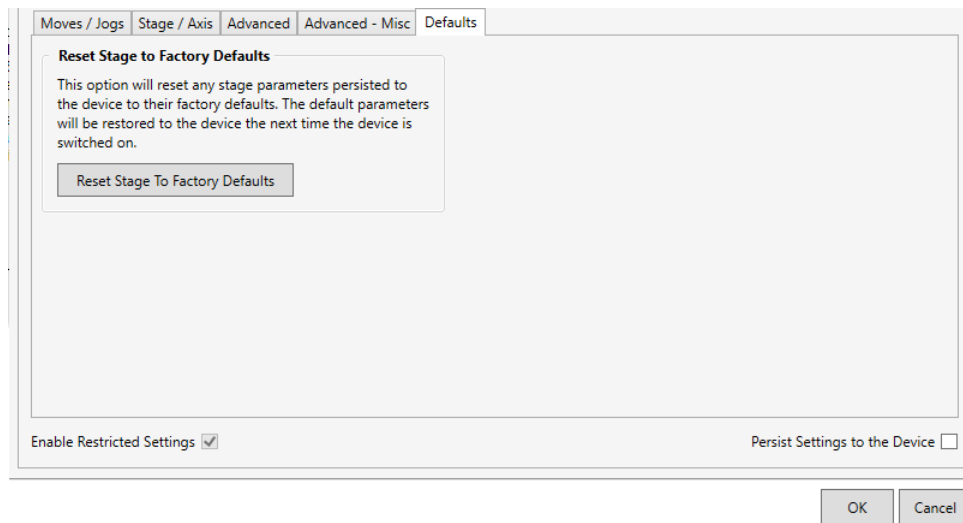 Moves / Jogs Stage / Axis Advanced Advanced - Misc Defaults
Reset Stage to Factory Defaults
This option will reset any stage parameters persisted to
the device to their factory defaults. The default parameters
will be restored to the device the next time the device is
switched on.
Reset Stage To Factory Defaults
Enable Restricted Settings Persist Settings to the Device
OK Cancel